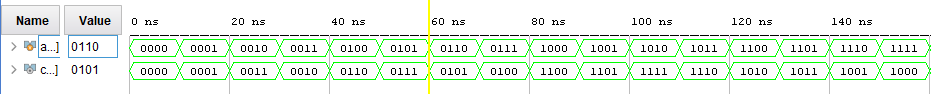 Name Value 0 ns 20 ns 40 ns 60 ns 80 ns 100 ns 120 ns 140 ns
a...] 0110 0000 0001 0010 0011 0100 0101 0110 0111 1000 1001 1010 1011 1100 1101 1110 1111
c...] 0101 0000 0001 0011 0010 0110 0111 0101 0100 1100 1101 1111 1110 1010 1011 1001 1000